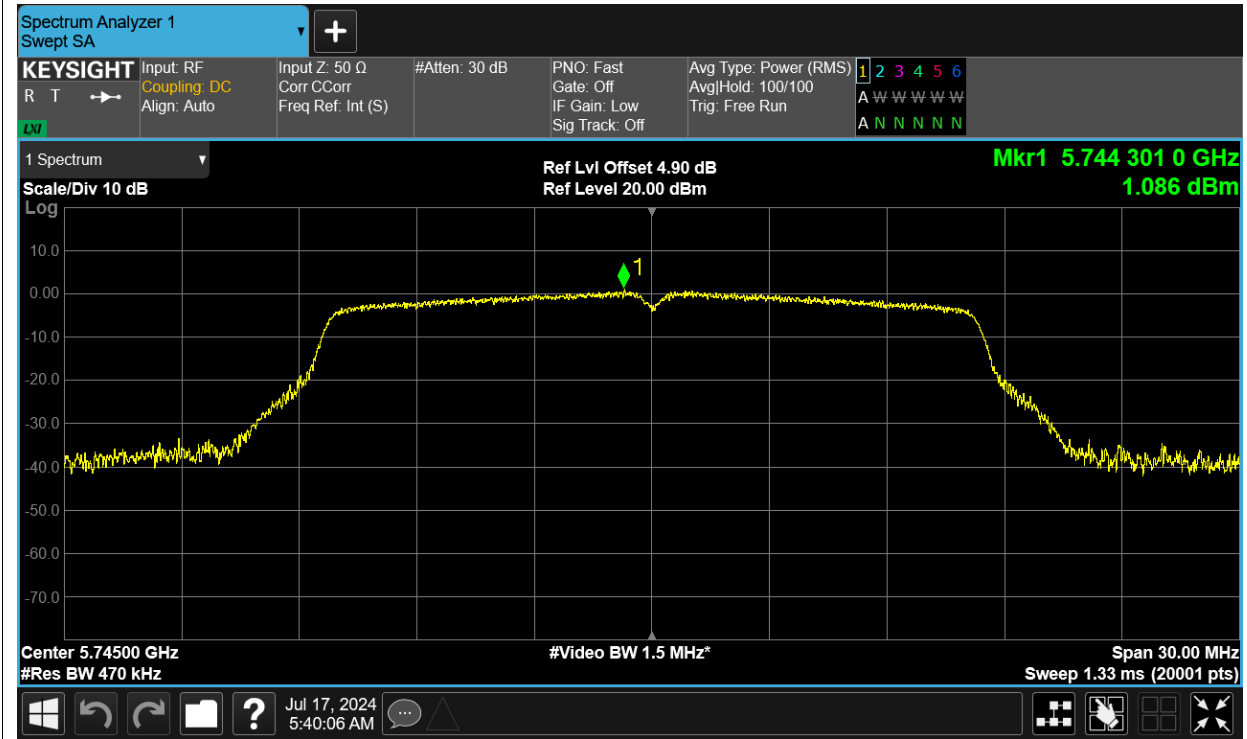 Spectrum Analyzer 1
Swept SA
KEYSIGHT
R T
LXI
Input: RF
Coupling: DC
Align: Auto
Input Z: 50 Ω
Corr CCorr
Freq Ref: Int (S)
#Atten: 30 dB
PNO: Fast
Gate: Off
IF Gain: Low
Sig Track: Off
Avg Type: Power (RMS)
Avg|Hold: 100/100
Trig: Free Run
1 2 3 4 5 6
A W W W W W
A N N N N N
1 Spectrum
Scale/Div 10 dB
Ref Lvl Offset 4.90 dB
Ref Level 20.00 dBm
Mkr1 5.744 301 0 GHz
1.086 dBm
Log
10.0
0.00
-10.0
-20.0
-30.0
-40.0
-50.0
-60.0
-70.0
1
Center 5.74500 GHz
#Res BW 470 kHz
#Video BW 1.5 MHz*
Span 30.00 MHz
Sweep 1.33 ms (20001 pts)
?
Jul 17, 2024
5:40:06 AM